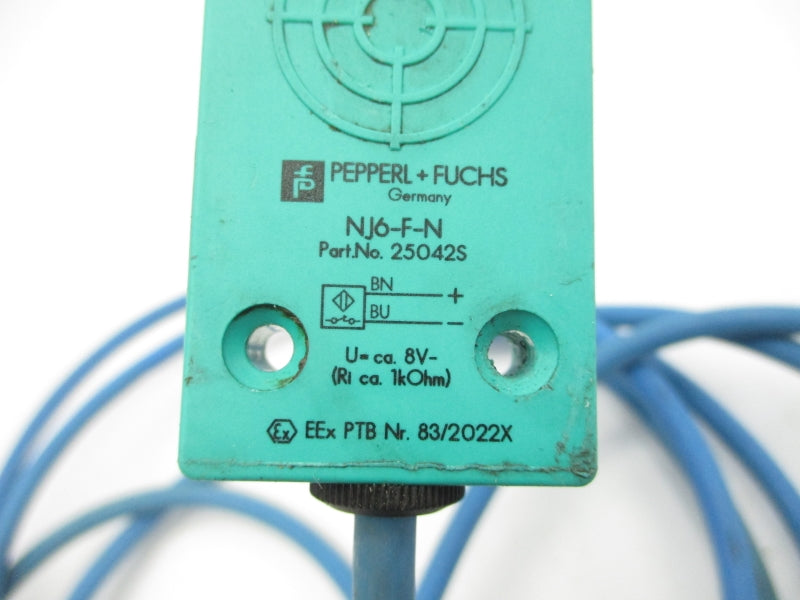 PEPPERL + FUCHS
Germany
NJ6-F-N
Part.No. 25042S
BN +
BU -
U= ca. 8V-
(Ri ca. 1kOhm)
Ex EEx PTB Nr. 83/2022X